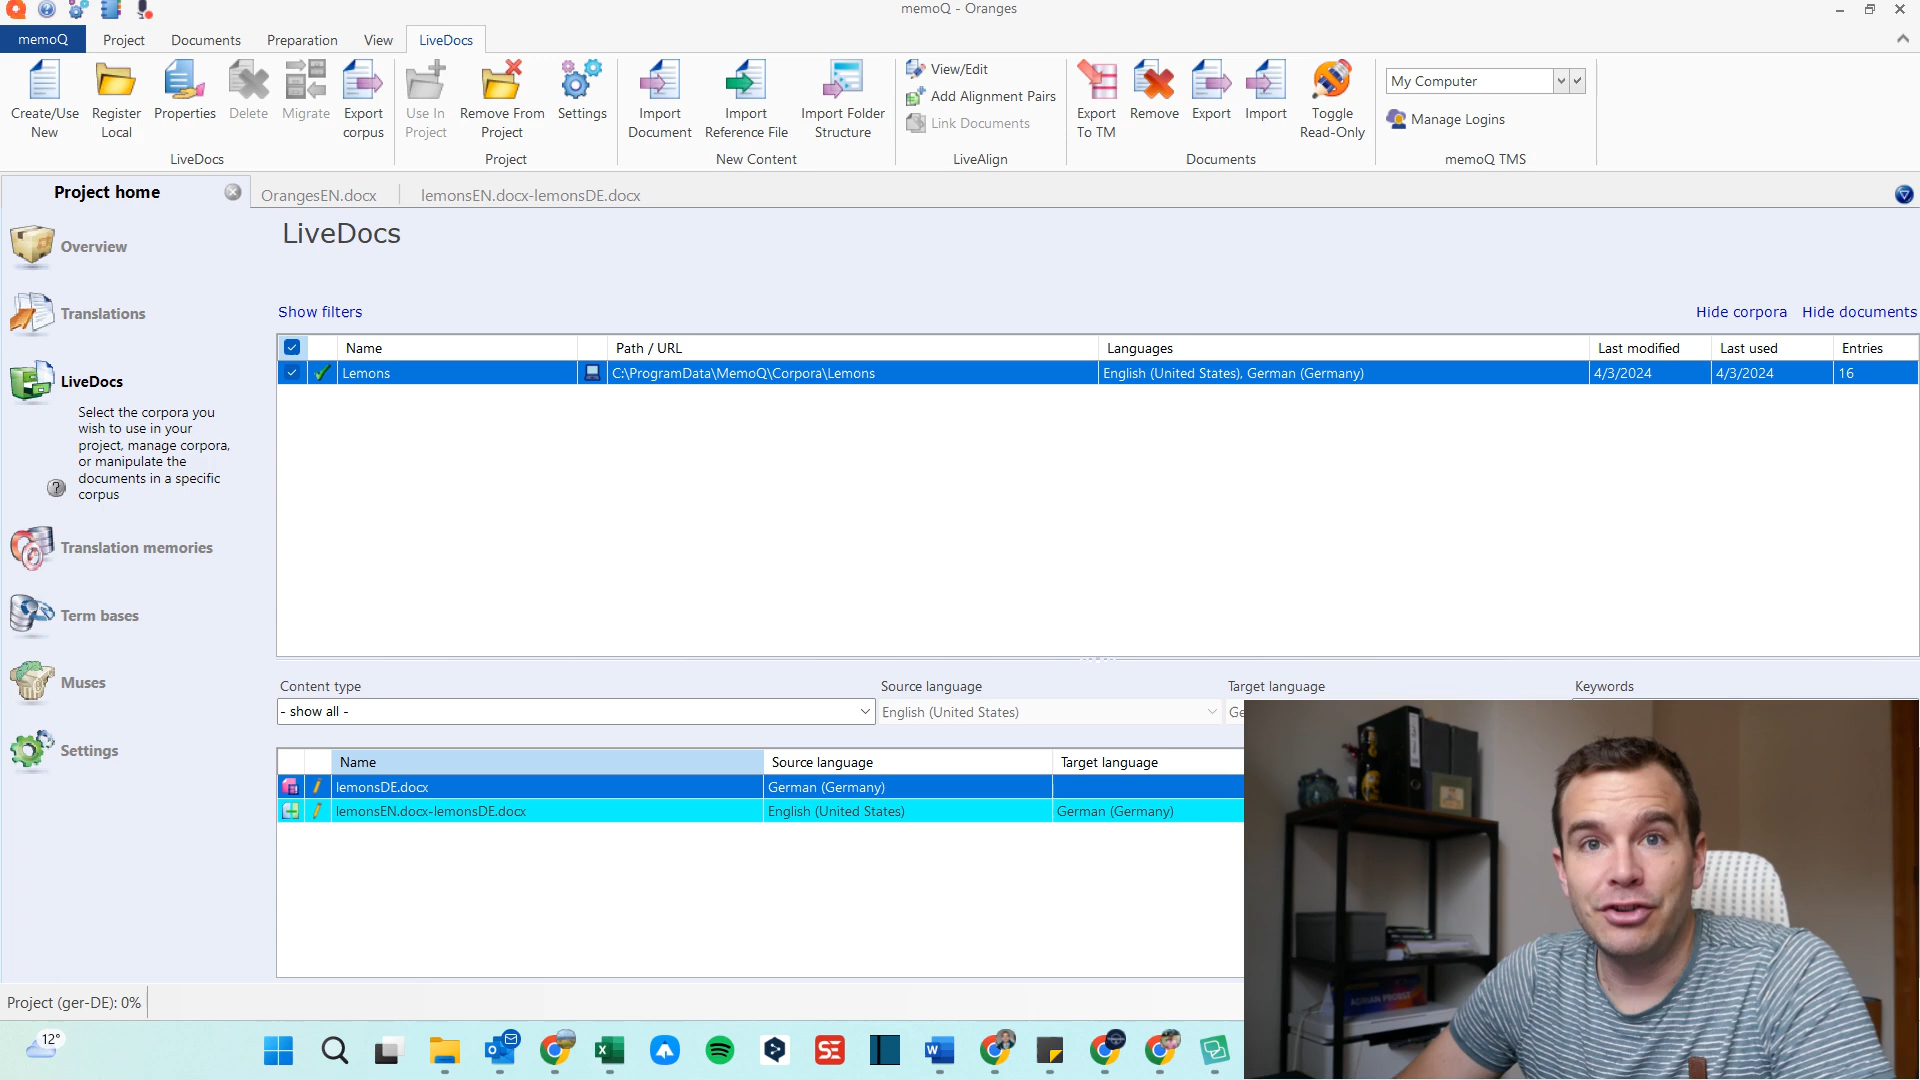 memoQ - Oranges
memoQ
Project
Documents
Preparation
View
LiveDocs
Create/Use
New
Register
Local
Properties
Delete
Migrate
Export
corpus
LiveDocs
Use In
Project
Remove From
Project
Settings
Project
Import
Document
Import
Reference File
Import Folder
Structure
New Content
View/Edit
Add Alignment Pairs
Link Documents
LiveAlign
Export
To TM
Remove
Export
Import
Toggle
Read-Only
Documents
My Computer
Manage Logins
memoQ TMS
Project home
OrangesEN.docx
lemonsEN.docx-lemonsDE.docx
Overview
Translations
LiveDocs
Select the corpora you
wish to use in your
project, manage corpora,
or manipulate the
documents in a specific
corpus
Translation memories
Term bases
Muses
Settings
LiveDocs
Show filters
Hide corpora Hide documents
Name Path / URL Languages Last modified Last used Entries
Lemons C:\ProgramData\MemoQ\Corpora\Lemons English (United States), German (Germany) 4/3/2024 4/3/2024 16
Content type Source language Target language Keywords
- show all - English (United States) Ge
Name Source language Target language
lemonsDE.docx German (Germany)
lemonsEN.docx-lemonsDE.docx English (United States) German (Germany)
Project (ger-DE): 0%
12°
SE
ADRIAN PROBST